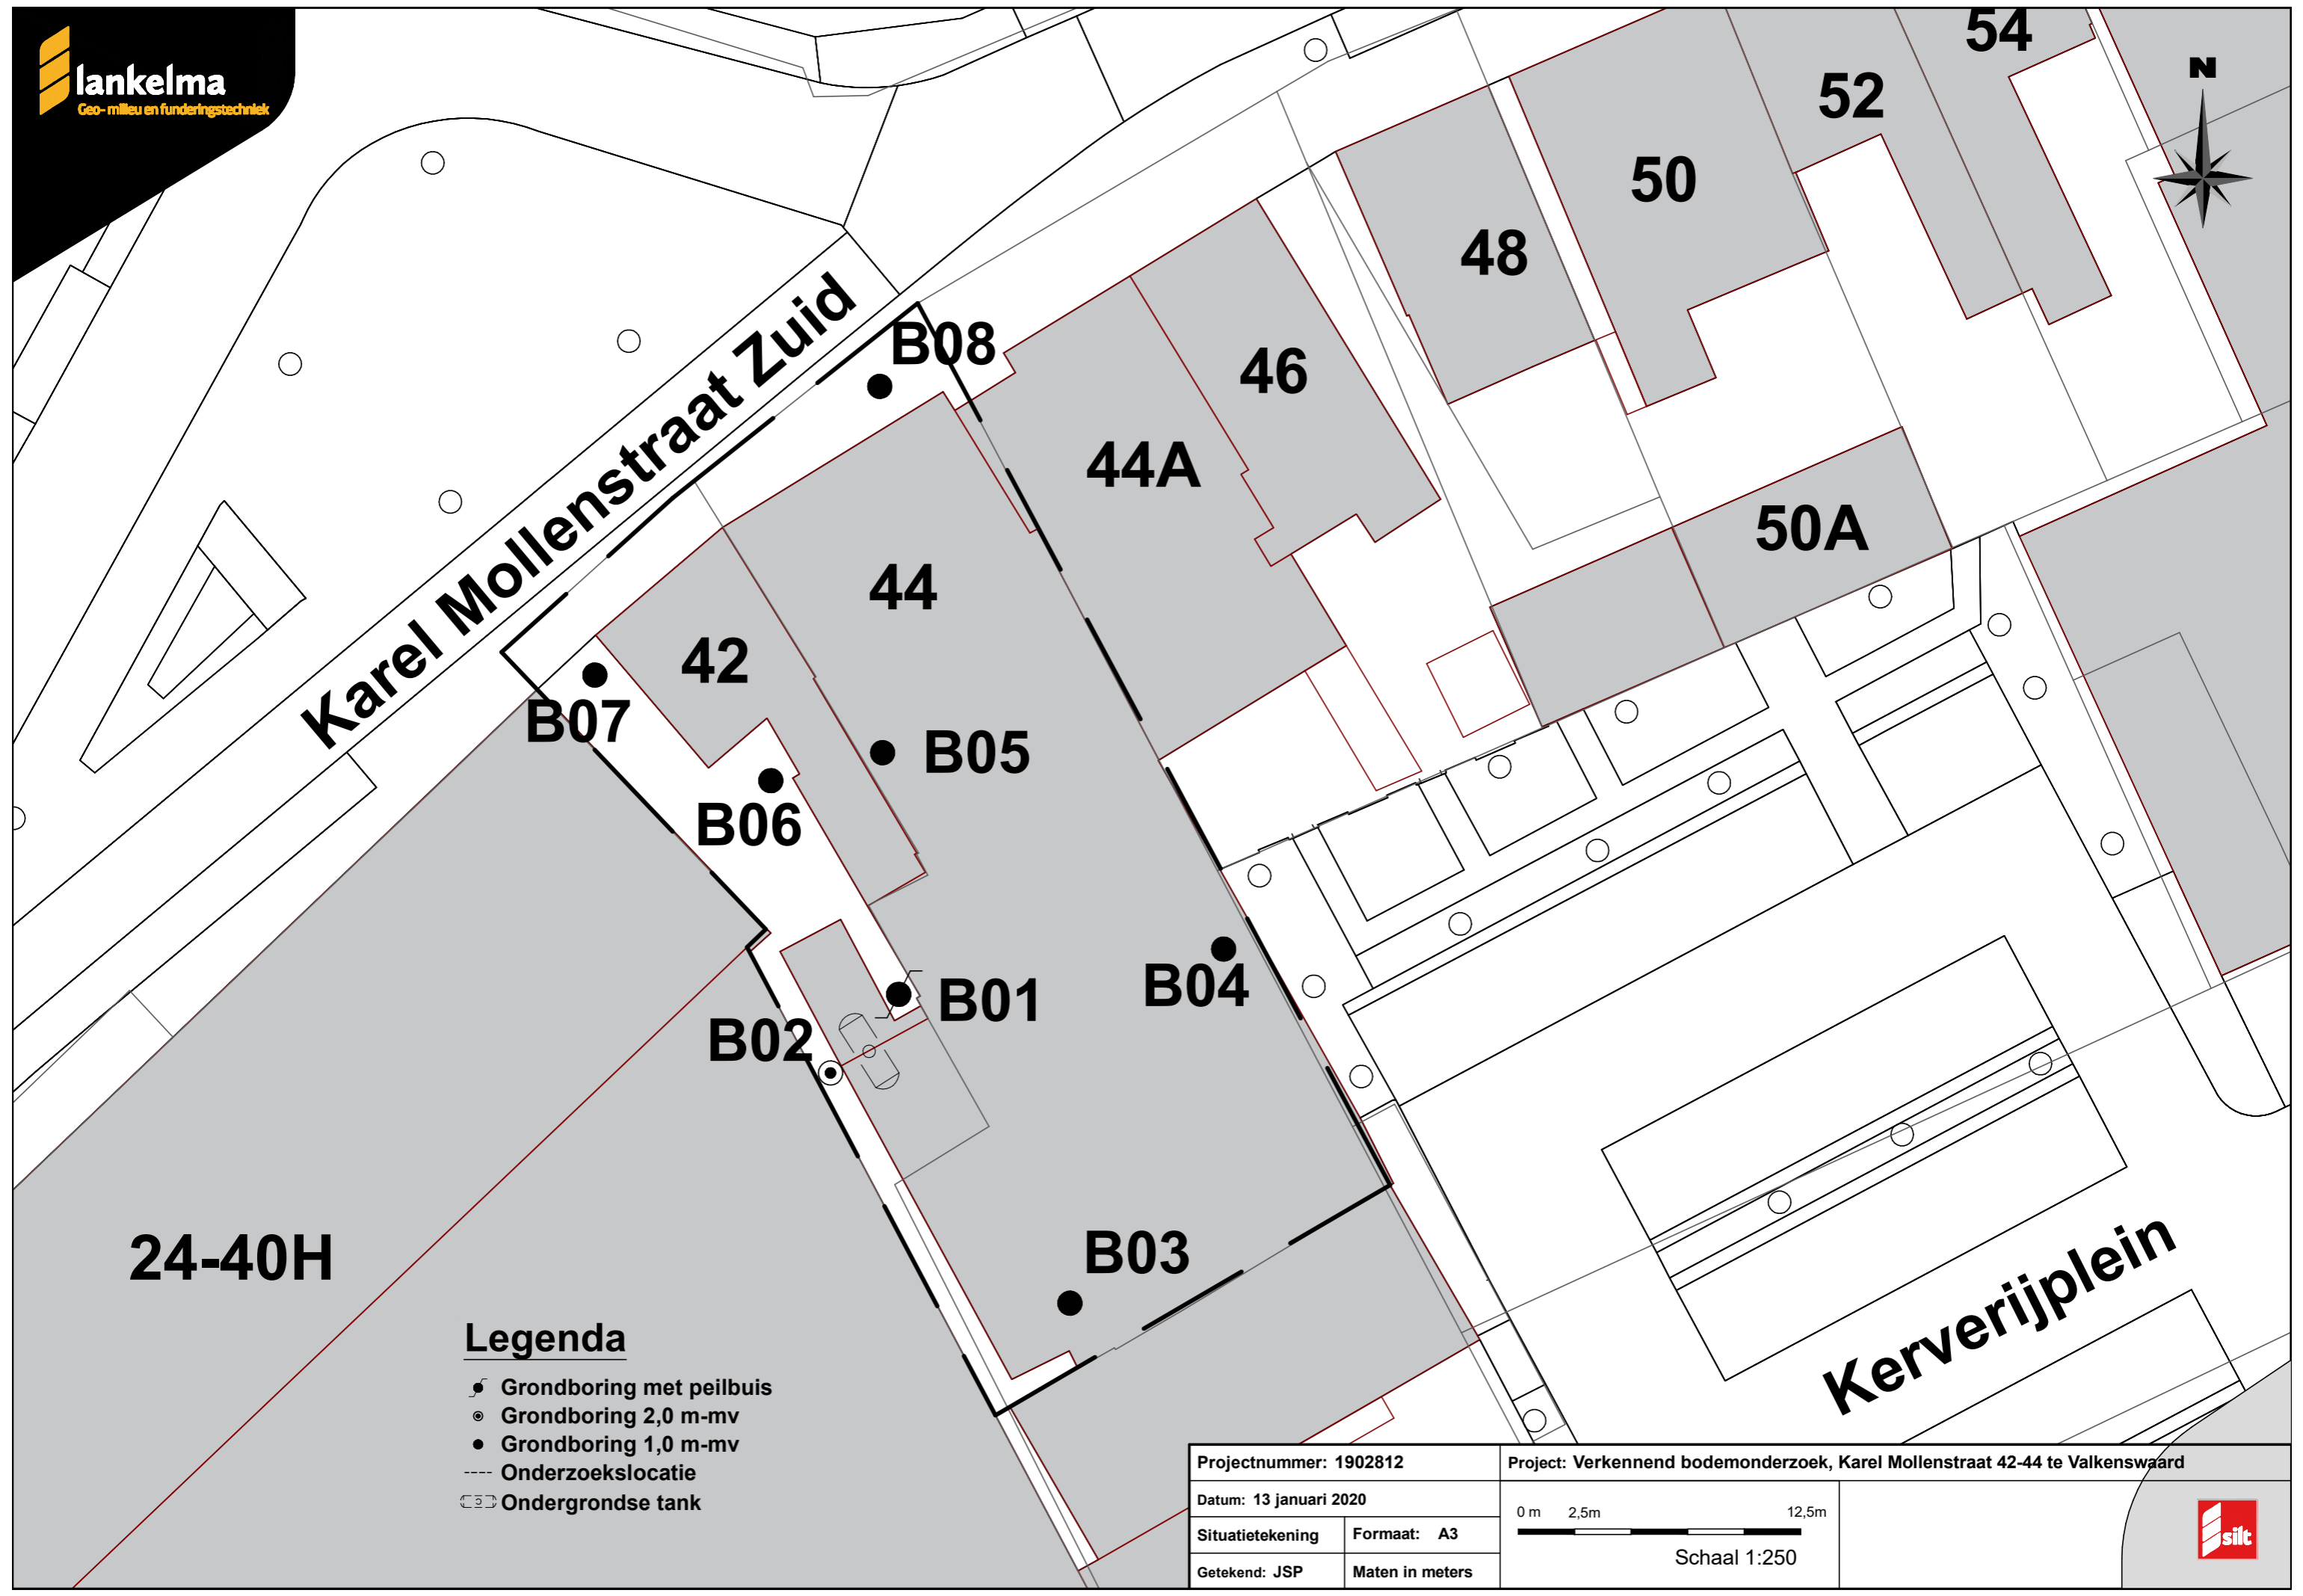 lankelma
Geo- milieu en funderingstechniek
N
54
52
50
48
46
44A
50A
44
42
Karel Mollenstraat Zuid
B08
B07
B05
B06
B04
B01
B02
B03
24-40H
Kerverijplein
Legenda
Grondboring met peilbuis
Grondboring 2,0 m-mv
Grondboring 1,0 m-mv
Onderzoekslocatie
Ondergrondse tank
Projectnummer: 1902812
Project: Verkennend bodemonderzoek, Karel Mollenstraat 42-44 te Valkenswaard
Datum: 13 januari 2020
0 m 2,5m 12,5m
Situatietekening
Formaat: A3
Schaal 1:250
Getekend: JSP
Maten in meters
silt